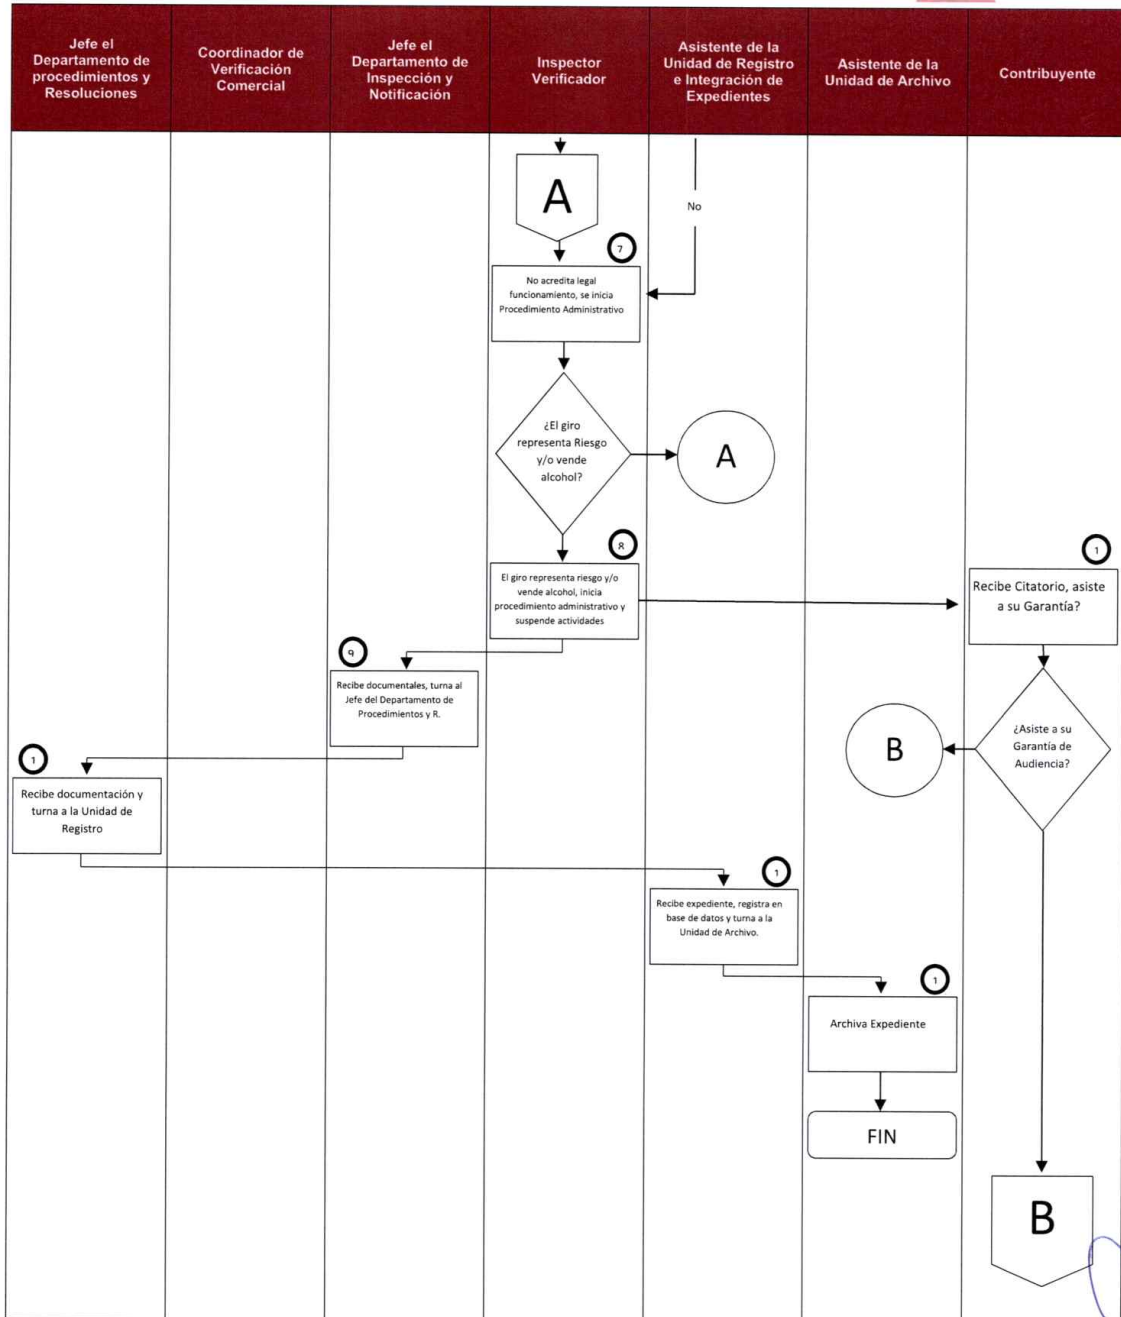 Jefe el
Departamento de
procedimientos y
Resoluciones
Coordinador de
Verificación
Comercial
Jefe el
Departamento de
Inspección y
Notificación
Inspector
Verificador
Asistente de la
Unidad de Registro
e Integración de
Expedientes
Asistente de la
Unidad de Archivo
Contribuyente
A
No
7
No acredita legal
funcionamiento, se inicia
Procedimiento Administrativo
¿El giro
representa Riesgo
y/o vende
alcohol?
A
8
El giro representa riesgo y/o
vende alcohol, inicia
procedimiento administrativo y
suspende actividades
1
Recibe Citatorio, asiste
a su Garantía?
9
Recibe documentales, turna al
Jefe del Departamento de
Procedimientos y R.
¿Asiste a su
Garantía de
Audiencia?
B
1
Recibe documentación y
turna a la Unidad de
Registro
1
Recibe expediente, registra en
base de datos y turna a la
Unidad de Archivo.
1
Archiva Expediente
FIN
B